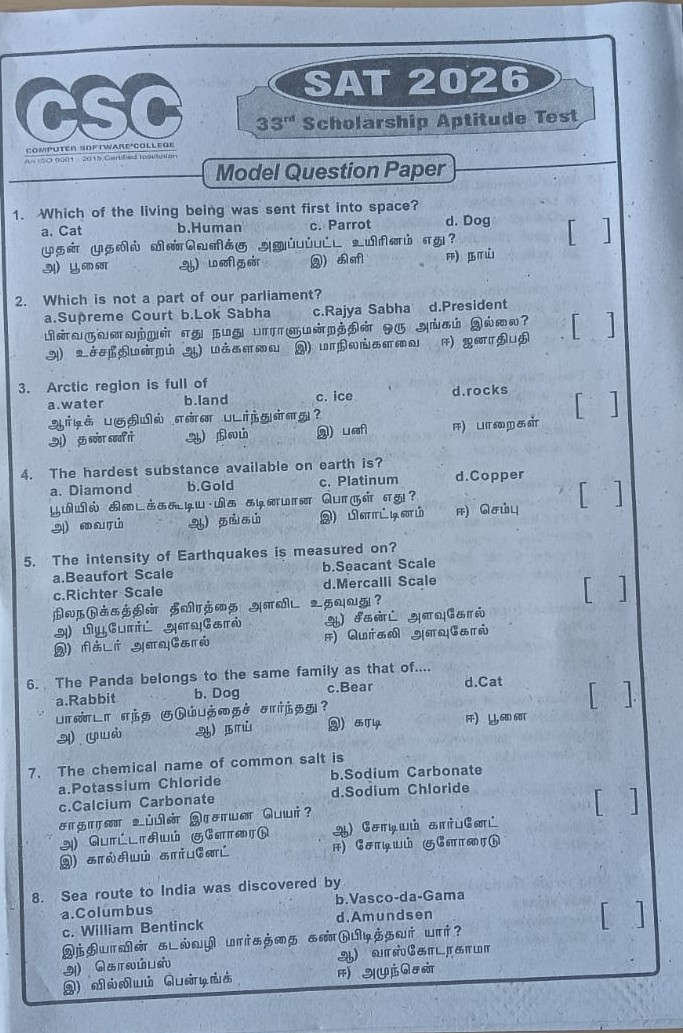 CSC
COMPUTER SOFTWARE COLLEGE
An ISO 9001 : 2015 Certified Institution
SAT 2026
33rd Scholarship Aptitude Test
Model Question Paper
1. Which of the living being was sent first into space?
a. Cat b.Human c. Parrot d. Dog
முதன் முதலில் விண்வெளிக்கு அனுப்பப்பட்ட உயிரினம் எது?
அ) பூனை ஆ) மனிதன் இ) கிளி ஈ) நாய்
[ ]
2. Which is not a part of our parliament?
a.Supreme Court b.Lok Sabha c.Rajya Sabha d.President
பின்வருவனவற்றுள் எது நமது பாராளுமன்றத்தின் ஒரு அங்கம் இல்லை?
அ) உச்சநீதிமன்றம் ஆ) மக்களவை இ) மாநிலங்களவை ஈ) ஜனாதிபதி
[ ]
3. Arctic region is full of
a.water b.land c. ice d.rocks
ஆர்டிக் பகுதியில் என்ன படர்ந்துள்ளது?
அ) தண்ணீர் ஆ) நிலம் இ) பனி ஈ) பாறைகள்
[ ]
4. The hardest substance available on earth is?
a. Diamond b.Gold c. Platinum d.Copper
பூமியில் கிடைக்ககூடிய மிக கடினமான பொருள் எது?
அ) வைரம் ஆ) தங்கம் இ) பிளாட்டினம் ஈ) செம்பு
[ ]
5. The intensity of Earthquakes is measured on?
a.Beaufort Scale b.Seacant Scale
c.Richter Scale d.Mercalli Scale
நிலநடுக்கத்தின் தீவிரத்தை அளவிட உதவுவது?
அ) பியூபோர்ட் அளவுகோல் ஆ) சீகன்ட் அளவுகோல்
இ) ரிக்டர் அளவுகோல் ஈ) மெர்கலி அளவுகோல்
[ ]
6. The Panda belongs to the same family as that of....
a.Rabbit b. Dog c.Bear d.Cat
பாண்டா எந்த குடும்பத்தைச் சார்ந்தது?
அ) முயல் ஆ) நாய் இ) கரடி ஈ) பூனை
[ ]
7. The chemical name of common salt is
a.Potassium Chloride b.Sodium Carbonate
c.Calcium Carbonate d.Sodium Chloride
சாதாரண உப்பின் இரசாயன பெயர்?
அ) பொட்டாசியம் குளோரைடு ஆ) சோடியம் கார்பனேட்
இ) கால்சியம் கார்பனேட் ஈ) சோடியம் குளோரைடு
[ ]
8. Sea route to India was discovered by
a.Columbus b.Vasco-da-Gama
c. William Bentinck d.Amundsen
இந்தியாவின் கடல்வழி மார்கத்தை கண்டுபிடித்தவர் யார்?
அ) கொலம்பஸ் ஆ) வாஸ்கோடாகாமா
இ) வில்லியம் பென்டிங்க் ஈ) அமுந்சென்
[ ]